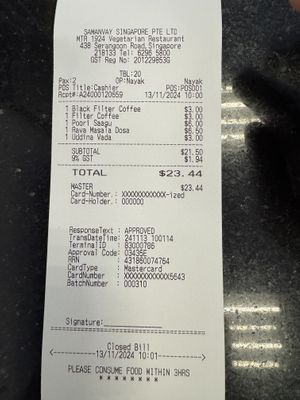 SAMANVAY SINGAPORE PTE LTD
MTR 1924 Vegetarian Restaurant
438 Serangoon Road, Singapore
218133 Tel: 6296 5800
GST Reg No: 201229853G
TBL:20
Pax:2 OP:Nayak Nayak
POS Title:Cashier POS:POS001
Rcpt#:A24000120859 13/11/2024 10:00
1 Black Filter Coffee $3.00
1 Filter Coffee $3.00
1 Poori Saagu $6.00
1 Rava Masala Dosa $6.50
1 Uddina Vada $3.00
SUBTOTAL $21.50
9% GST $1.94
TOTAL $23.44
MASTER $23.44
Card-Number.: XXXXXXXXXXXX-ized
Card-Holder.: 000000
ResponseText : APPROVED
TransDateTime: 241113 100114
TerminalID : 83000786
Approval Code: 03435E
RRN : 431860074764
CardType : Mastercard
CardNumber : XXXXXXXXXXXX5643
BatchNumber : 000310
Signature:
Closed Bill
<----------13/11/2024 10:01---------->
PLEASE CONSUME FOOD WITHIN 3HRS
* * * * * * * *